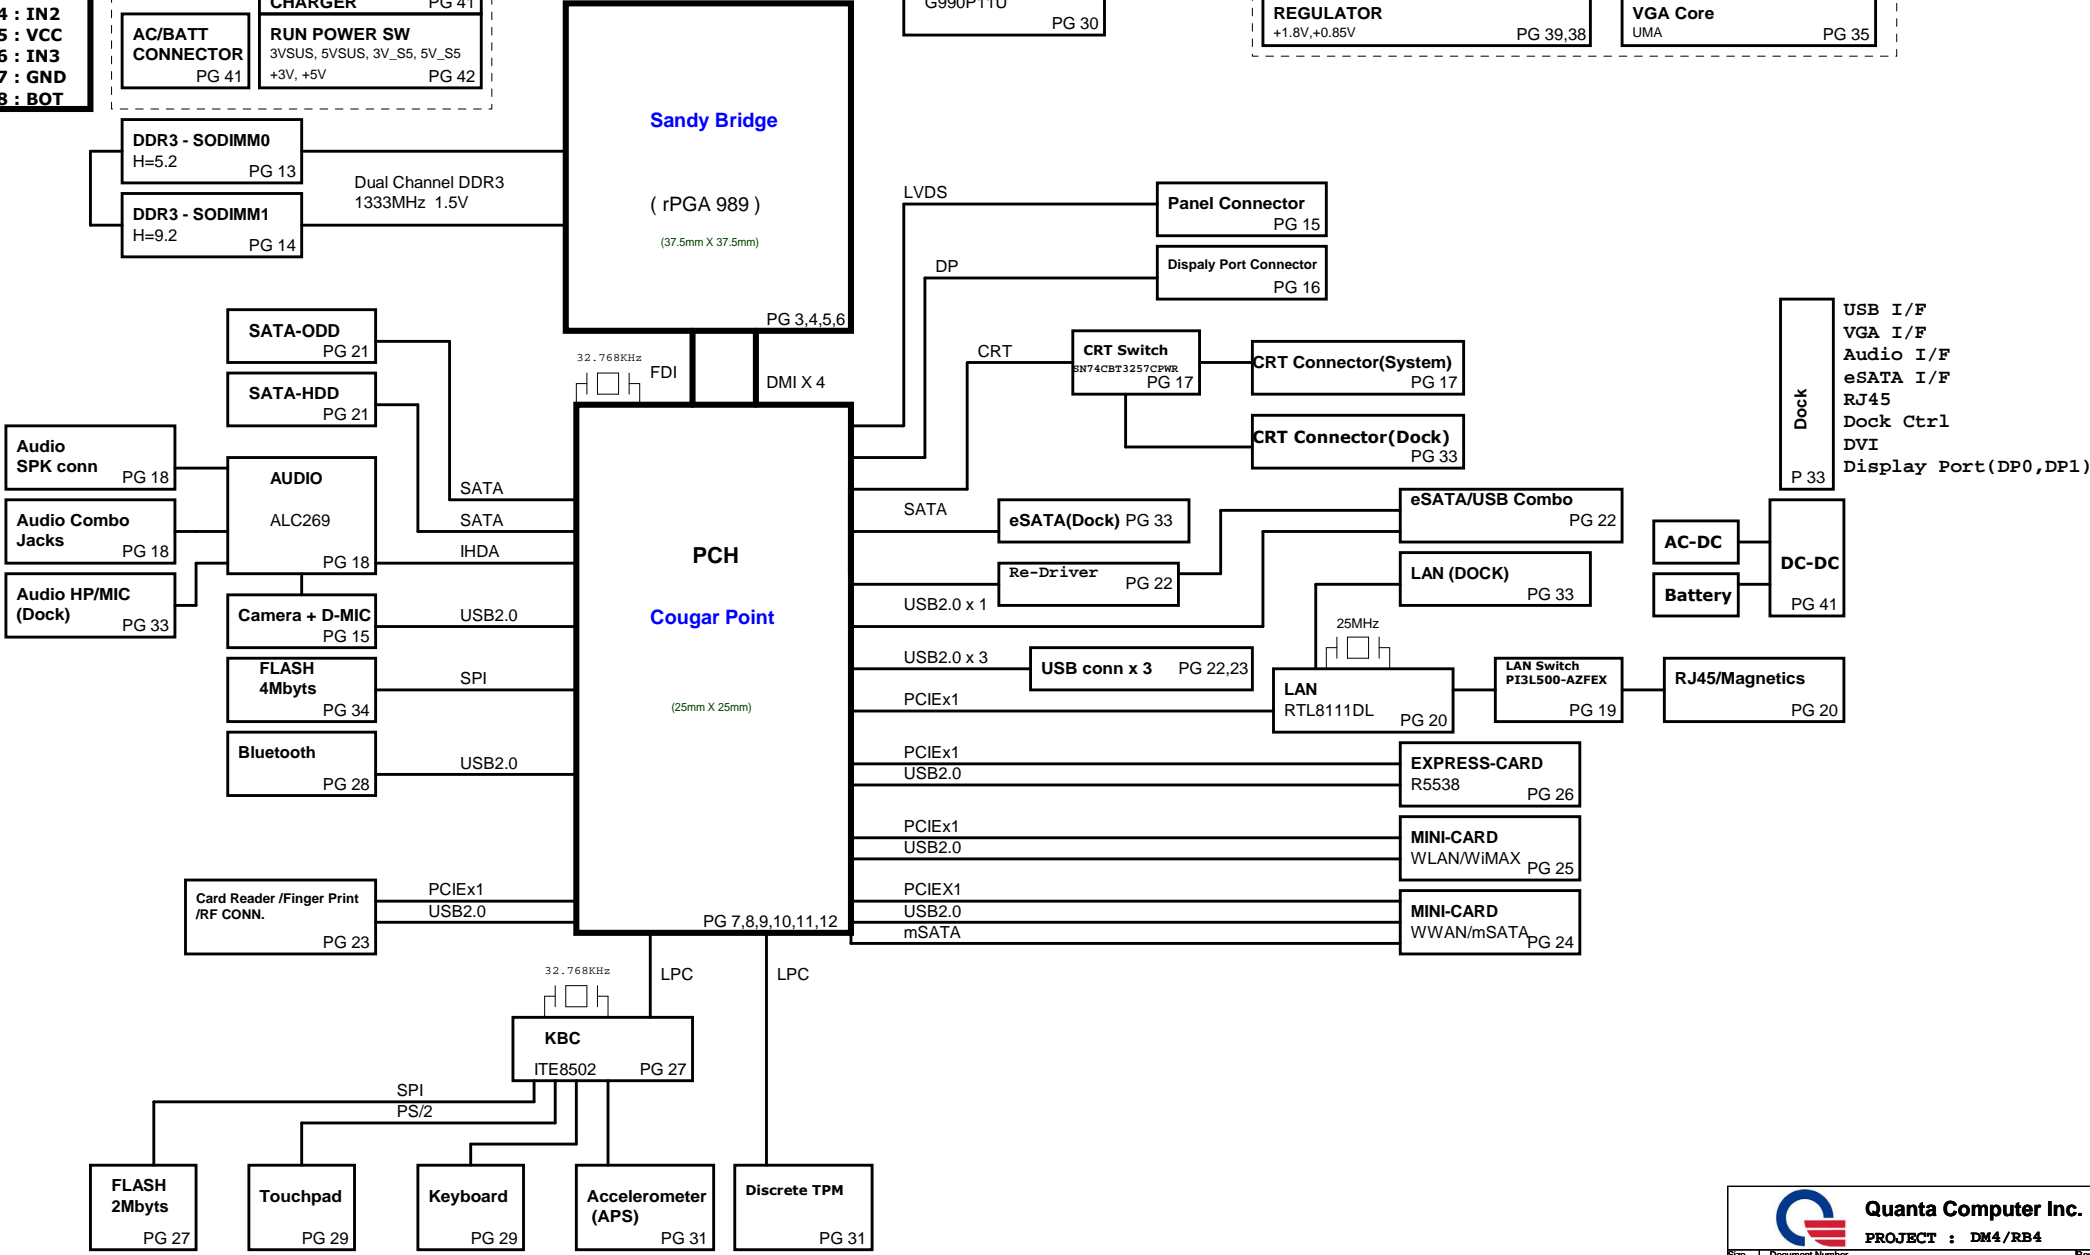 4 : IN2
5 : VCC
6 : IN3
7 : GND
8 : BOT
CHARGER PG 41
AC/BATT
CONNECTOR
PG 41
RUN POWER SW
3VSUS, 5VSUS, 3V_S5, 5V_S5
+3V, +5V PG 42
G990P11U
PG 30
REGULATOR
+1.8V,+0.85V PG 39,38
VGA Core
UMA PG 35
DDR3 - SODIMM0
H=5.2
PG 13
DDR3 - SODIMM1
H=9.2
PG 14
Dual Channel DDR3
1333MHz 1.5V
Sandy Bridge
( rPGA 989 )
(37.5mm X 37.5mm)
PG 3,4,5,6
LVDS
Panel Connector
PG 15
DP
Dispaly Port Connector
PG 16
32.768KHz
FDI
DMI X 4
CRT
CRT Switch
SN74CBT3257CPWR
PG 17
CRT Connector(System)
PG 17
CRT Connector(Dock)
PG 33
Dock
P 33
USB I/F
VGA I/F
Audio I/F
eSATA I/F
RJ45
Dock Ctrl
DVI
Display Port(DP0,DP1)
SATA-ODD
PG 21
SATA-HDD
PG 21
Audio
SPK conn
PG 18
Audio Combo
Jacks
PG 18
Audio HP/MIC
(Dock)
PG 33
AUDIO
ALC269
PG 18
SATA
SATA
IHDA
Camera + D-MIC
PG 15
USB2.0
FLASH
4Mbyts
PG 34
SPI
Bluetooth
PG 28
USB2.0
Card Reader /Finger Print
/RF CONN.
PG 23
PCIEx1
USB2.0
PCH
Cougar Point
(25mm X 25mm)
PG 7,8,9,10,11,12
SATA
eSATA(Dock) PG 33
Re-Driver
PG 22
USB2.0 x 1
eSATA/USB Combo
PG 22
LAN (DOCK)
PG 33
AC-DC
Battery
DC-DC
PG 41
USB2.0 x 3
USB conn x 3 PG 22,23
PCIEx1
25MHz
LAN
RTL8111DL
PG 20
LAN Switch
PI3L500-AZFEX
PG 19
RJ45/Magnetics
PG 20
PCIEx1
USB2.0
EXPRESS-CARD
R5538
PG 26
PCIEx1
USB2.0
MINI-CARD
WLAN/WiMAX
PG 25
PCIEX1
USB2.0
mSATA
MINI-CARD
WWAN/mSATA
PG 24
32.768KHz
LPC
LPC
KBC
ITE8502 PG 27
SPI
PS/2
FLASH
2Mbyts
PG 27
Touchpad
PG 29
Keyboard
PG 29
Accelerometer
(APS)
PG 31
Discrete TPM
PG 31
Quanta Computer Inc.
PROJECT : DM4/RB4
Size Document Number